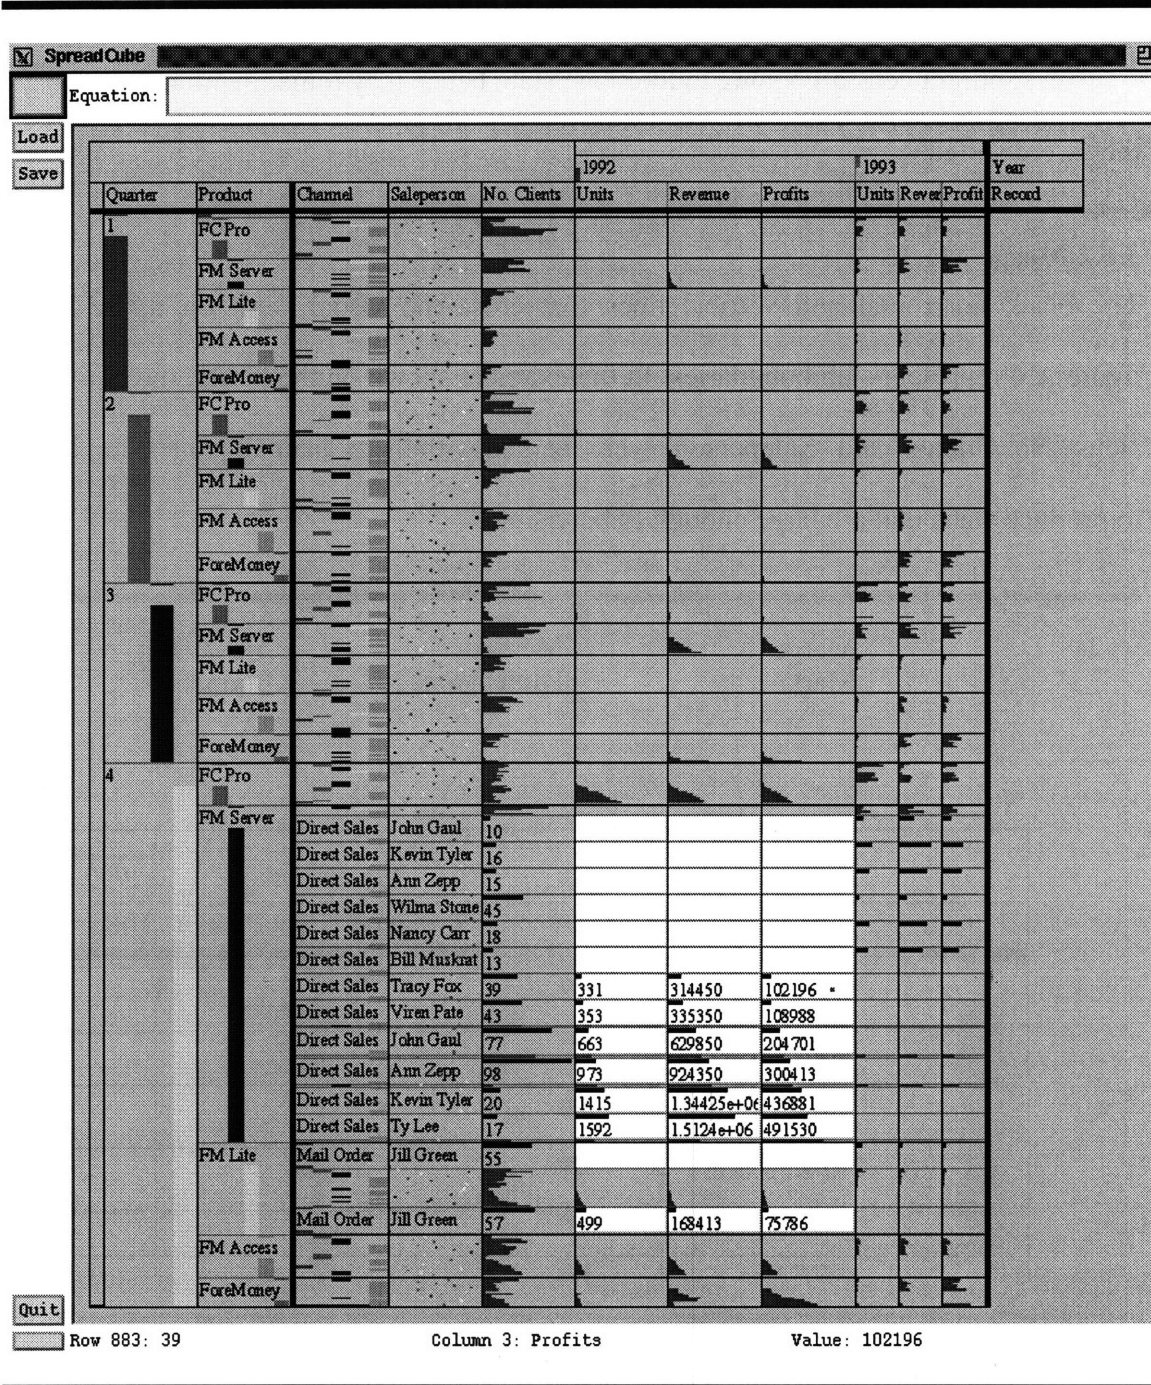 SpreadCube
Equation:
Load
Save
1992 1993 Year
Quarter Product Channel Saleperson No. Clients Units Revenue Profits Units Rever Profit Record
1 FC Pro
FM Server
FM Lite
FM Access
ForeMoney
2 FC Pro
FM Server
FM Lite
FM Access
ForeMoney
3 FC Pro
FM Server
FM Lite
FM Access
ForeMoney
4 FC Pro
FM Server
Direct Sales John Gaul 10
Direct Sales Kevin Tyler 16
Direct Sales Ann Zepp 15
Direct Sales Wilma Stone 45
Direct Sales Nancy Carr 18
Direct Sales Bill Muskrat 13
Direct Sales Tracy Fox 39 331 314450 102196
Direct Sales Viren Pate 43 353 335350 108988
Direct Sales John Gaul 77 663 629850 204701
Direct Sales Ann Zepp 98 973 924350 300413
Direct Sales Kevin Tyler 20 1415 1.34425e+06 436881
Direct Sales Ty Lee 17 1592 1.5124e+06 491530
FM Lite Mail Order Jill Green 55
Mail Order Jill Green 57 499 168413 75786
FM Access
ForeMoney
Quit
Row 883: 39 Column 3: Profits Value: 102196